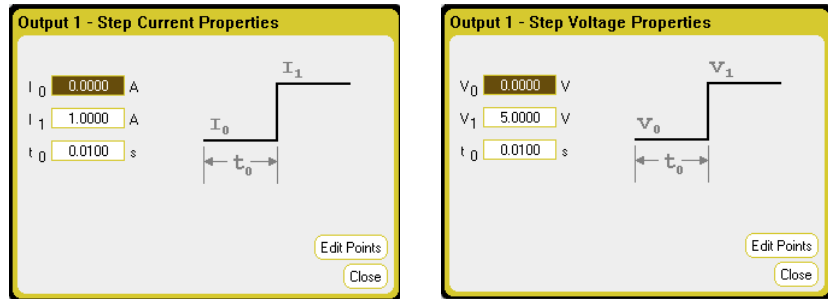 Output 1 - Step Current Properties
I 0 0.0000 A
I 1 1.0000 A
t 0 0.0100 s
I1
I0
t0
Edit Points
Close
Output 1 - Step Voltage Properties
V0 0.0000 V
V1 5.0000 V
t 0 0.0100 s
V1
V0
t0
Edit Points
Close